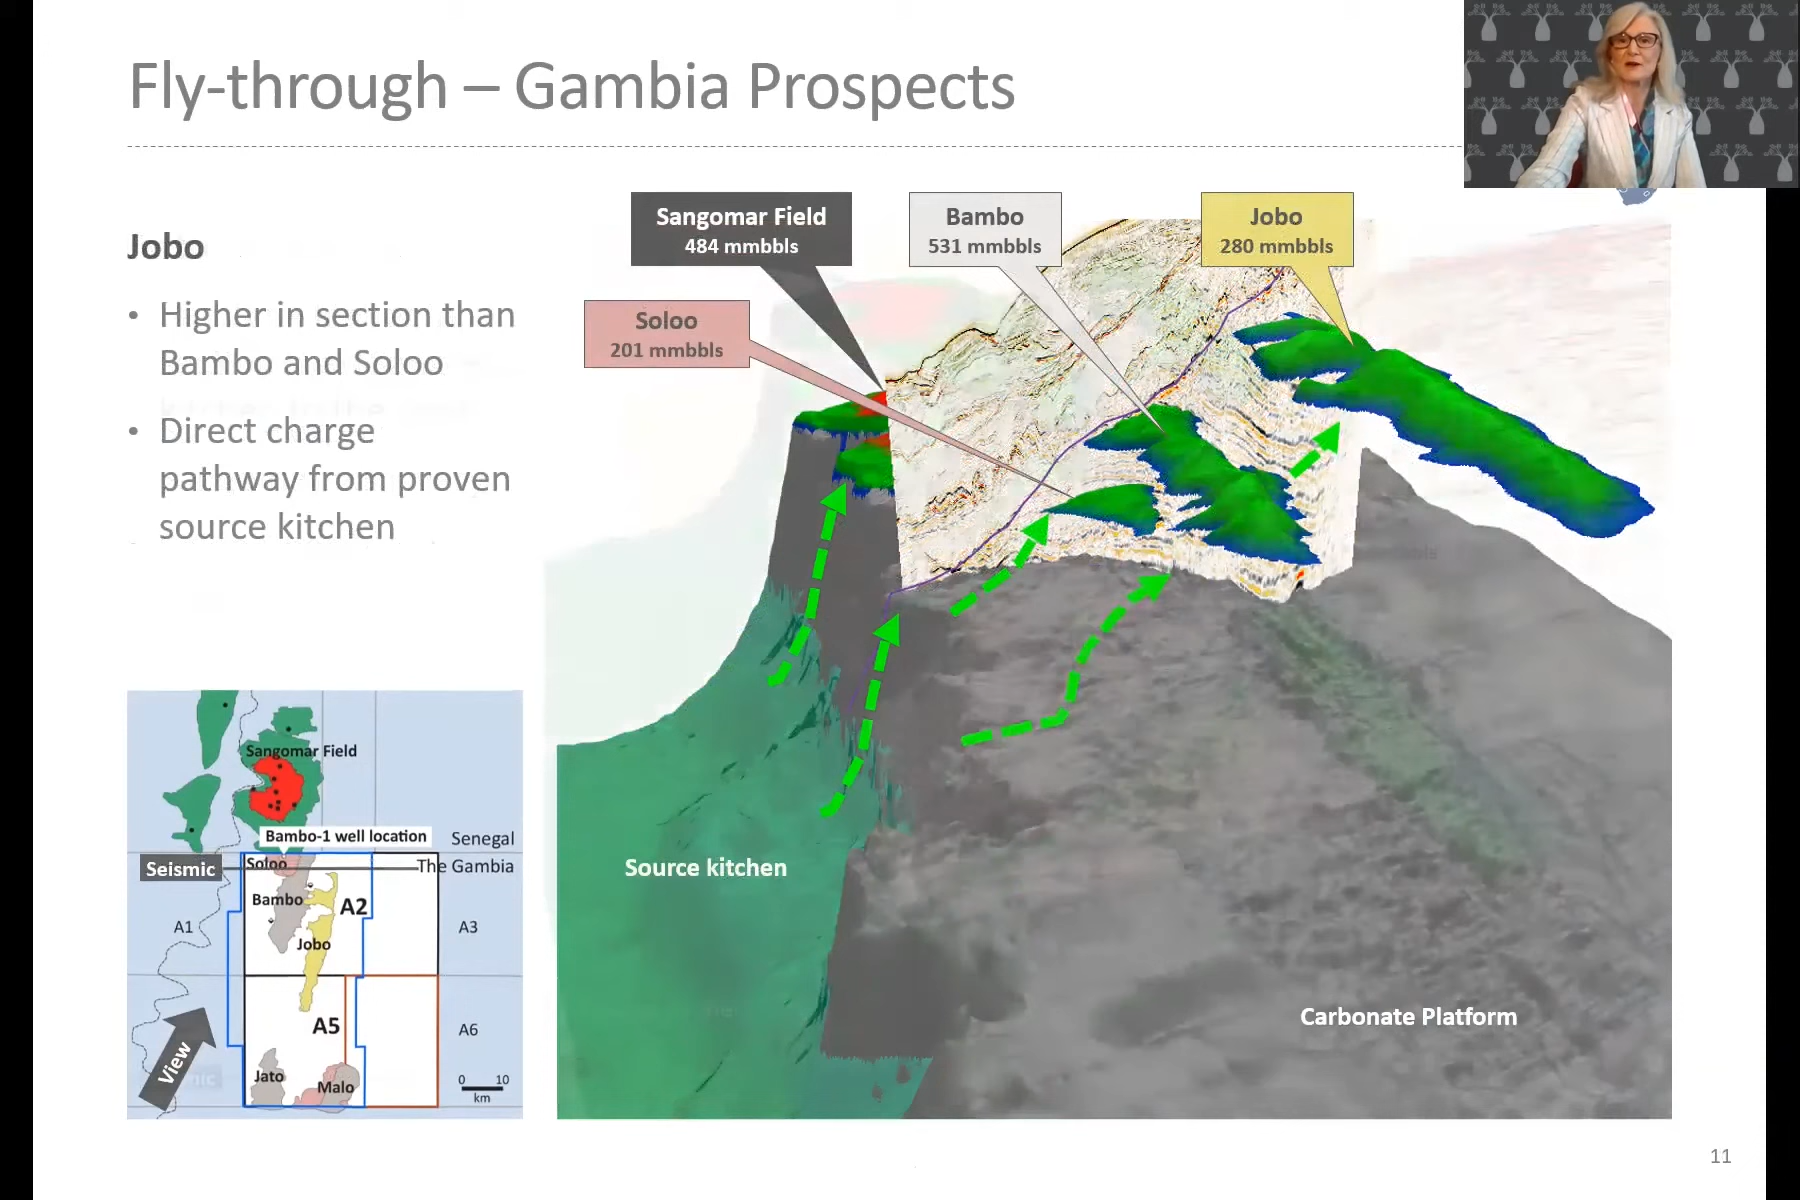 Fly-through – Gambia Prospects
Jobo
• Higher in section than
Bambo and Soloo
• Direct charge
pathway from proven
source kitchen
Sangomar Field
484 mmbbls
Bambo
531 mmbbls
Jobo
280 mmbbls
Soloo
201 mmbbls
Source kitchen
Carbonate Platform
Sangomar Field
Bambo-1 well location
Senegal
Seismic
Soloo
The Gambia
Bambo
A2
A1
A3
Jobo
A5
A6
View
Jato
Malo
0 10
km
11